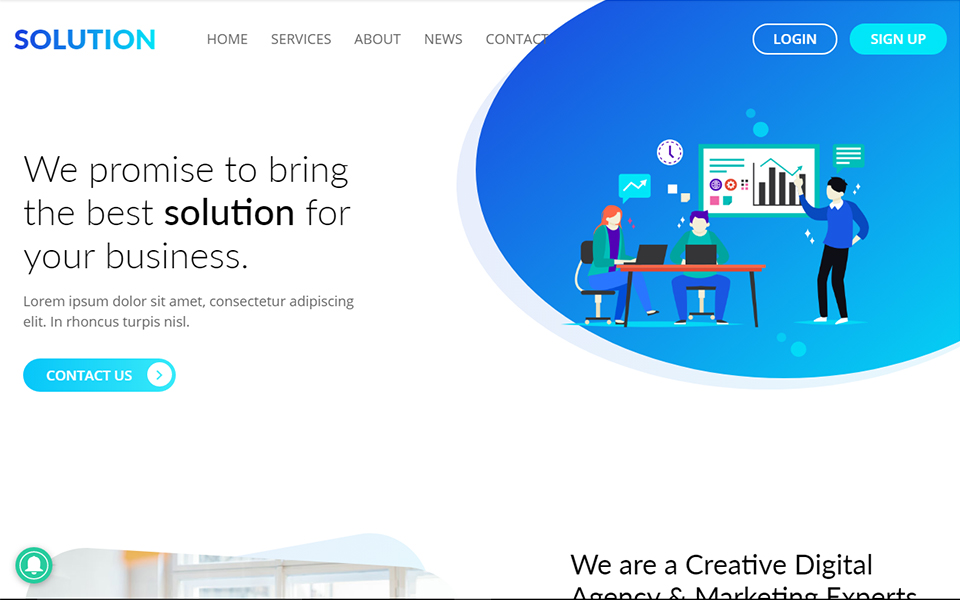 SOLUTION
HOME SERVICES ABOUT NEWS CONTACT
LOGIN SIGN UP
We promise to bring
the best solution for
your business.
Lorem ipsum dolor sit amet, consectetur adipiscing
elit. In rhoncus turpis nisl.
CONTACT US
We are a Creative Digital
Agency & Marketing Experts